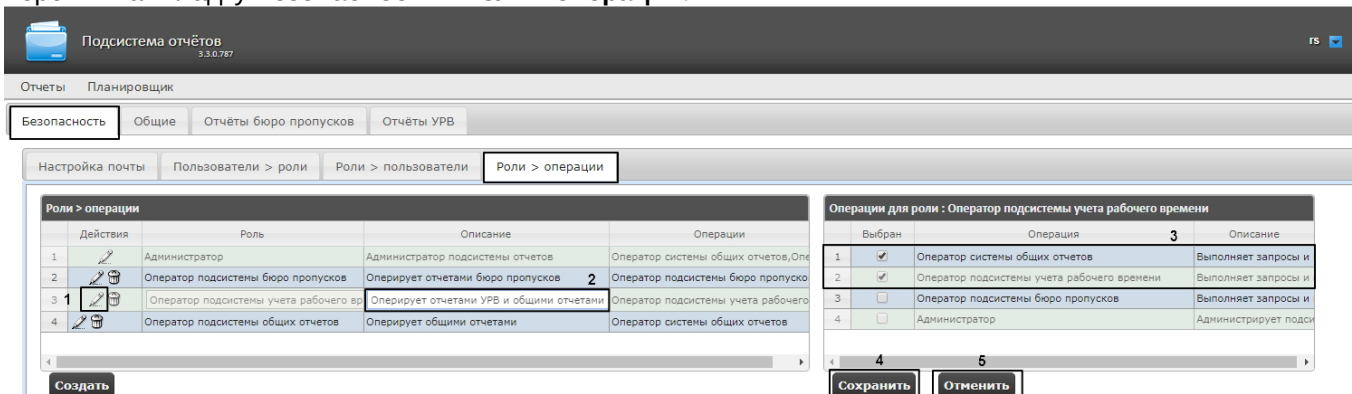 Подсистема отчётов
3.3.0.787
rs
Отчеты Планировщик
Безопасность Общие Отчёты бюро пропусков Отчёты УРВ
Настройка почты Пользователи > роли Роли > пользователи Роли > операции
Роли > операции
Действия Роль Описание Операции
1 Администратор Администратор подсистемы отчетов Оператор системы общих отчетов,Опе
2 Оператор подсистемы бюро пропусков Оперирует отчетами бюро пропусков 2 Оператор подсистемы бюро пропуско
3 1 Оператор подсистемы учета рабочего вр Оперирует отчетами УРВ и общими отчетами Оператор подсистемы учета рабочего
4 Оператор подсистемы общих отчетов Оперирует общими отчетами Оператор системы общих отчетов
Создать
Операции для роли : Оператор подсистемы учета рабочего времени
Выбран Операция 3 Описание
1 Оператор системы общих отчетов Выполняет запросы и
2 Оператор подсистемы учета рабочего времени Выполняет запросы и
3 Оператор подсистемы бюро пропусков Выполняет запросы и
4 Администратор Администрирует подси
4 5
Сохранить Отменить